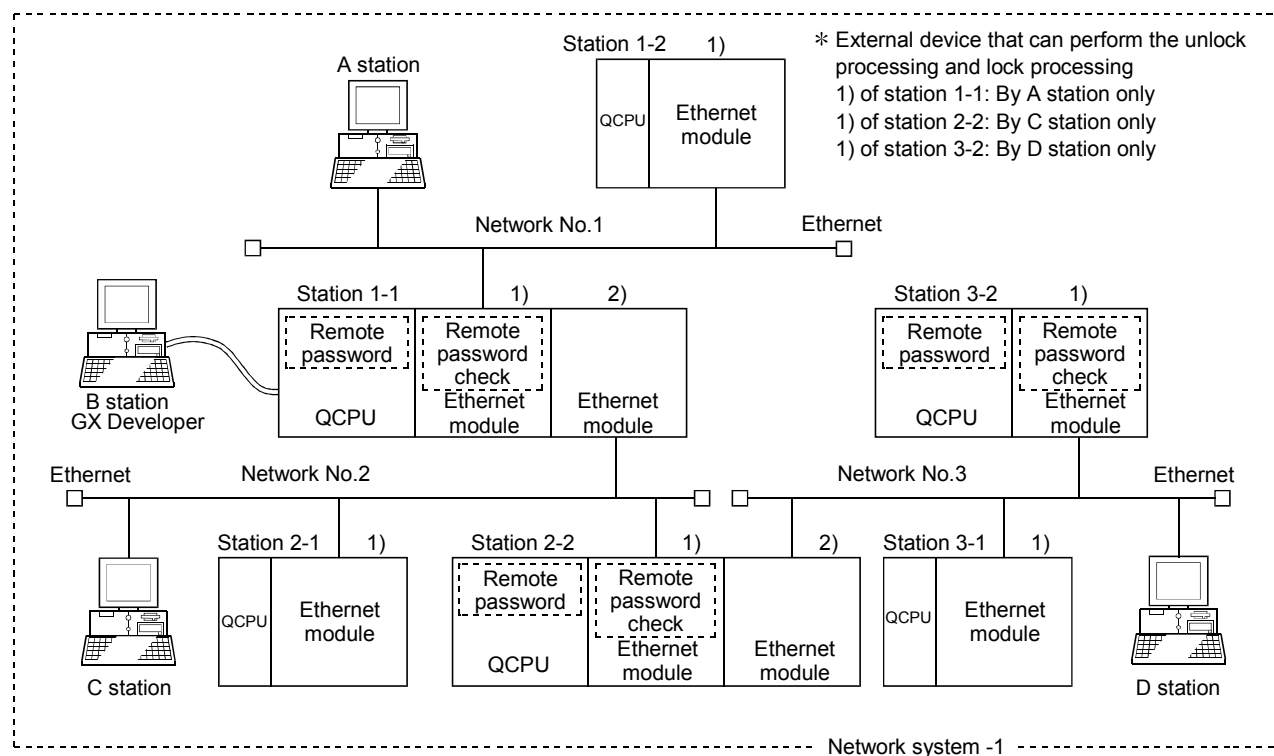 Station 1-2 1)
A station
QCPU
Ethernet
module
* External device that can perform the unlock
processing and lock processing
1) of station 1-1: By A station only
1) of station 2-2: By C station only
1) of station 3-2: By D station only
Network No.1
Ethernet
Station 1-1 1) 2)
Remote
password
QCPU
Remote
password
check
Ethernet
module
Ethernet
module
B station
GX Developer
Station 3-2 1)
Remote
password
QCPU
Remote
password
check
Ethernet
module
Ethernet
Network No.2
Network No.3
Ethernet
C station
Station 2-1 1)
QCPU
Ethernet
module
Station 2-2 1) 2)
Remote
password
QCPU
Remote
password
check
Ethernet
module
Ethernet
module
Station 3-1 1)
QCPU
Ethernet
module
D station
Network system -1